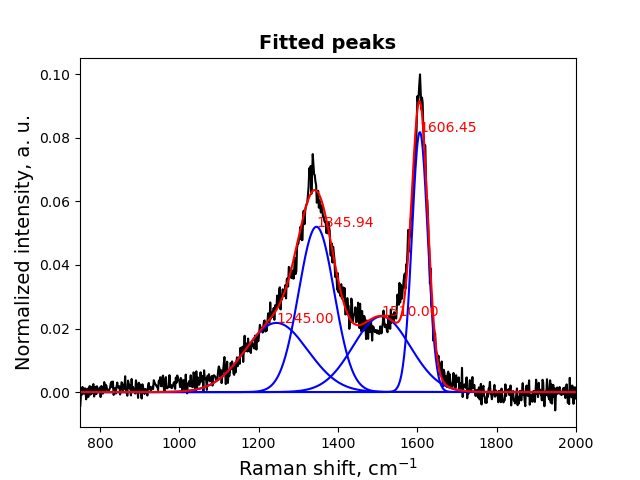 Fitted peaks
Normalized intensity, a. u.
0.10
0.08
0.06
0.04
0.02
0.00
1606.45
1345.94
1245.00
1510.00
800 1000 1200 1400 1600 1800 2000
Raman shift, cm⁻¹